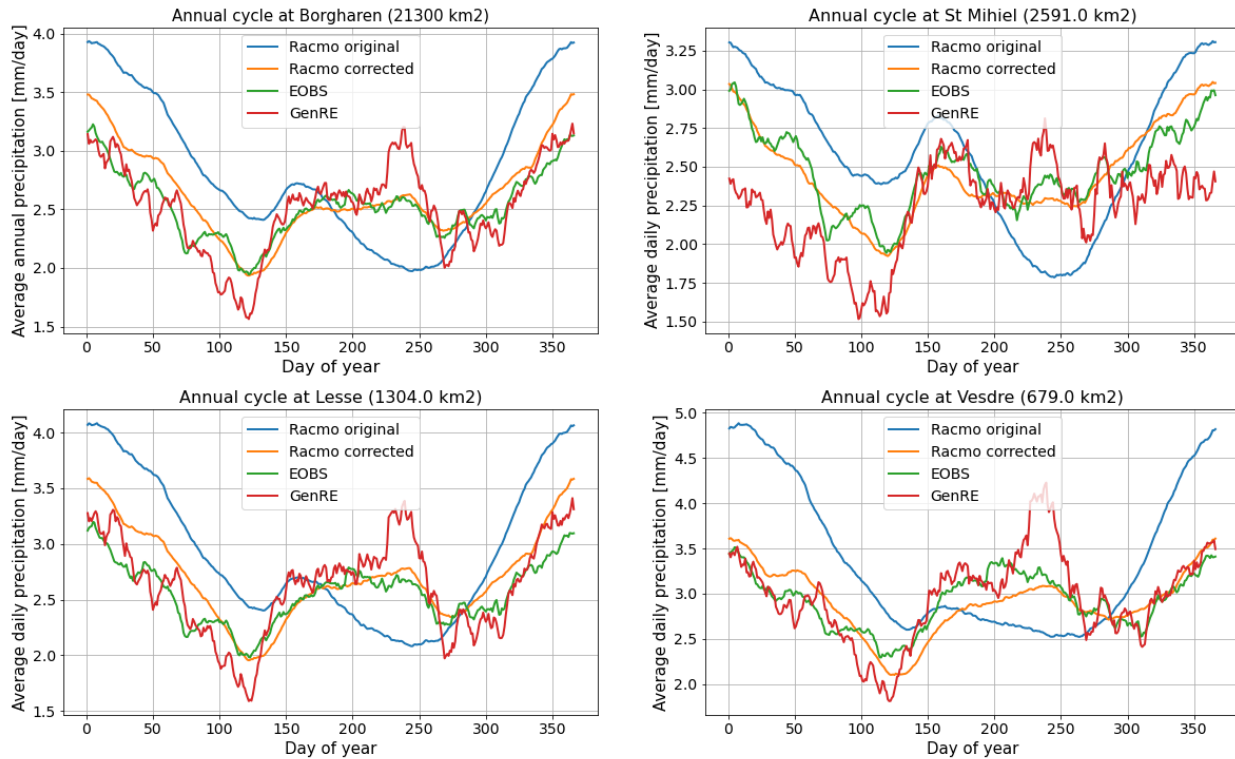 Annual cycle at Borgharen (21300 km2)
Average annual precipitation [mm/day]
4.0
3.5
3.0
2.5
2.0
1.5
Racmo original
Racmo corrected
EOBS
GenRE
0 50 100 150 200 250 300 350
Day of year
Annual cycle at St Mihiel (2591.0 km2)
Average daily precipitation [mm/day]
3.25
3.00
2.75
2.50
2.25
2.00
1.75
1.50
Racmo original
Racmo corrected
EOBS
GenRE
0 50 100 150 200 250 300 350
Day of year
Annual cycle at Lesse (1304.0 km2)
Average daily precipitation [mm/day]
4.0
3.5
3.0
2.5
2.0
1.5
Racmo original
Racmo corrected
EOBS
GenRE
0 50 100 150 200 250 300 350
Day of year
Annual cycle at Vesdre (679.0 km2)
Average daily precipitation [mm/day]
5.0
4.5
4.0
3.5
3.0
2.5
2.0
Racmo original
Racmo corrected
EOBS
GenRE
0 50 100 150 200 250 300 350
Day of year